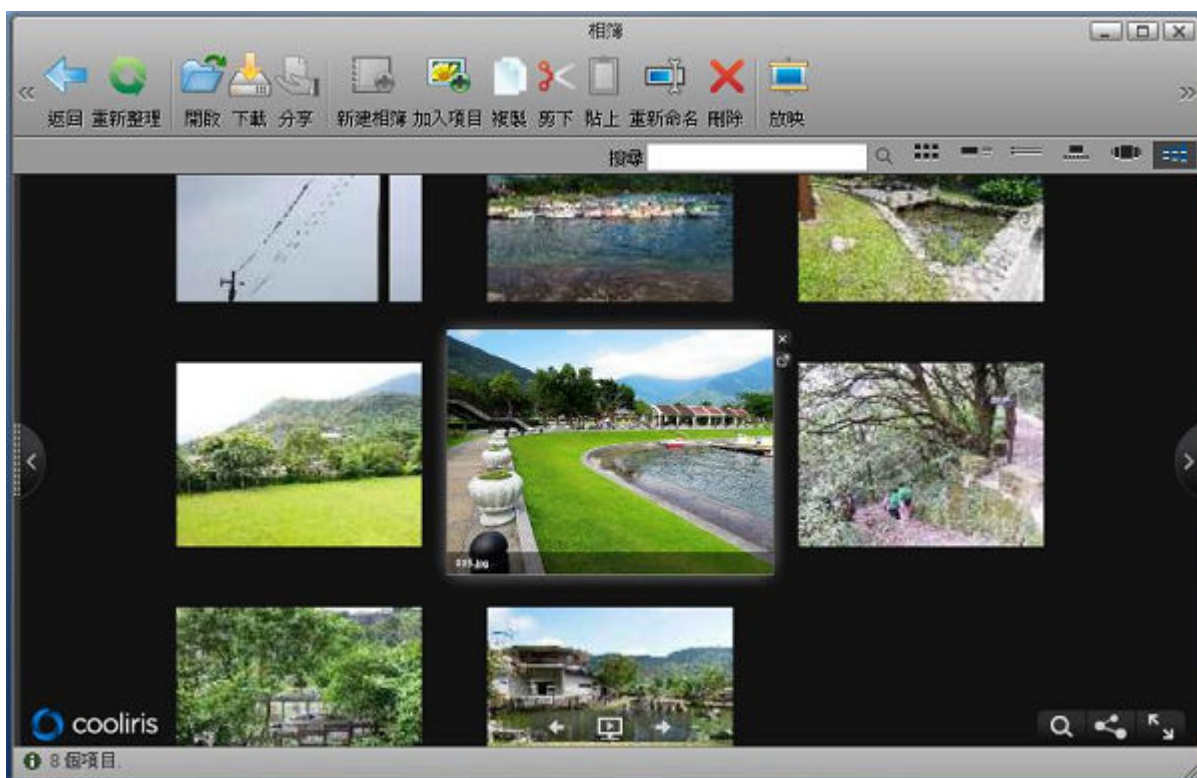 相簿
返回 重新整理 開啟 下載 分享 新建相簿 加入項目 複製 剪下 貼上 重新命名 刪除 放映
搜尋
cooliris
8 個項目.